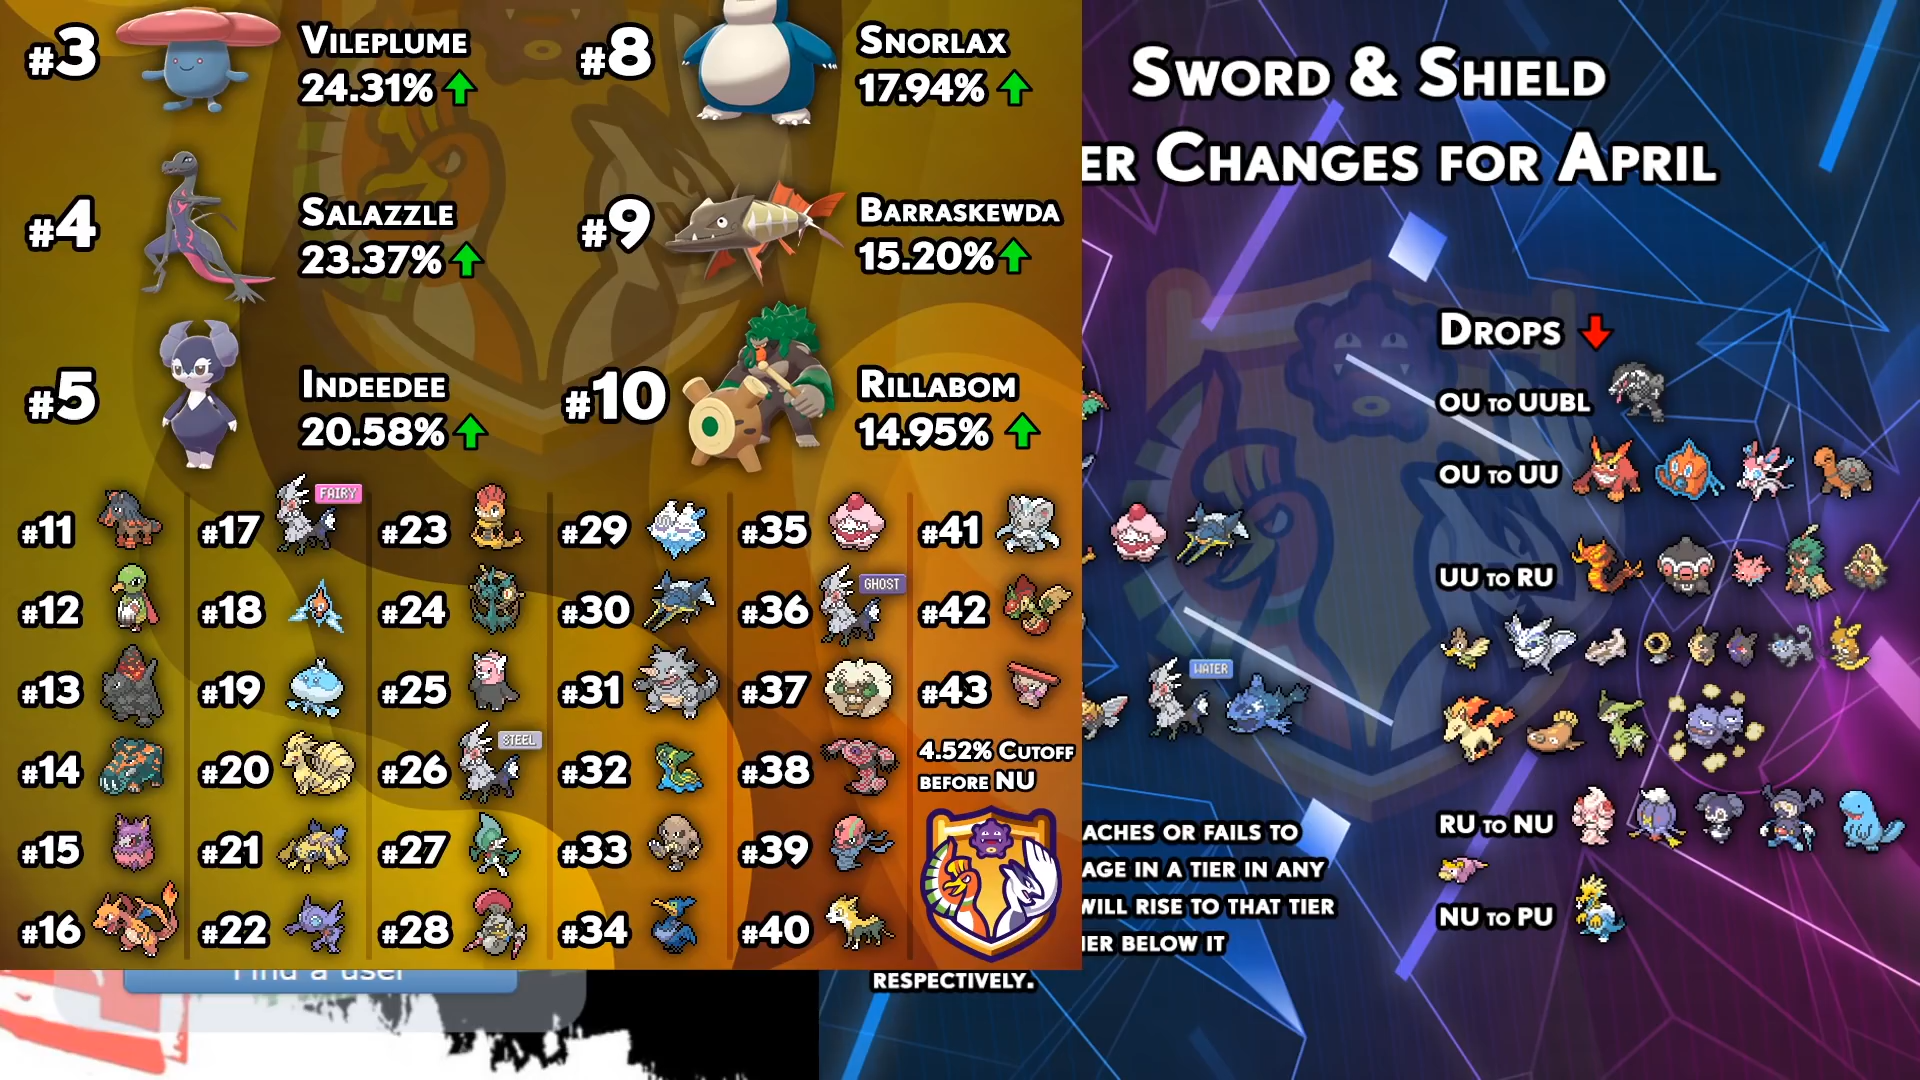 #3
VILEPLUME
24.31%
#8
SNORLAX
17.94%
#4
SALAZZLE
23.37%
#9
BARRASKEWDA
15.20%
#5
INDEEDEE
20.58%
#10
RILLABOM
14.95%
#11
#17
FAIRY
#23
#29
#35
#41
#12
#18
#24
#30
#36
GHOST
#42
#13
#19
#25
#31
#37
#43
#14
#20
#26
STEEL
#32
#38
4.52% CUTOFF
BEFORE NU
#15
#21
#27
#33
#39
#16
#22
#28
#34
#40
Find a user
SWORD & SHIELD
ER CHANGES FOR APRIL
DROPS
OU TO UUBL
OU TO UU
UU TO RU
WATER
RU TO NU
NU TO PU
ACHES OR FAILS TO
AGE IN A TIER IN ANY
WILL RISE TO THAT TIER
IER BELOW IT
RESPECTIVELY.